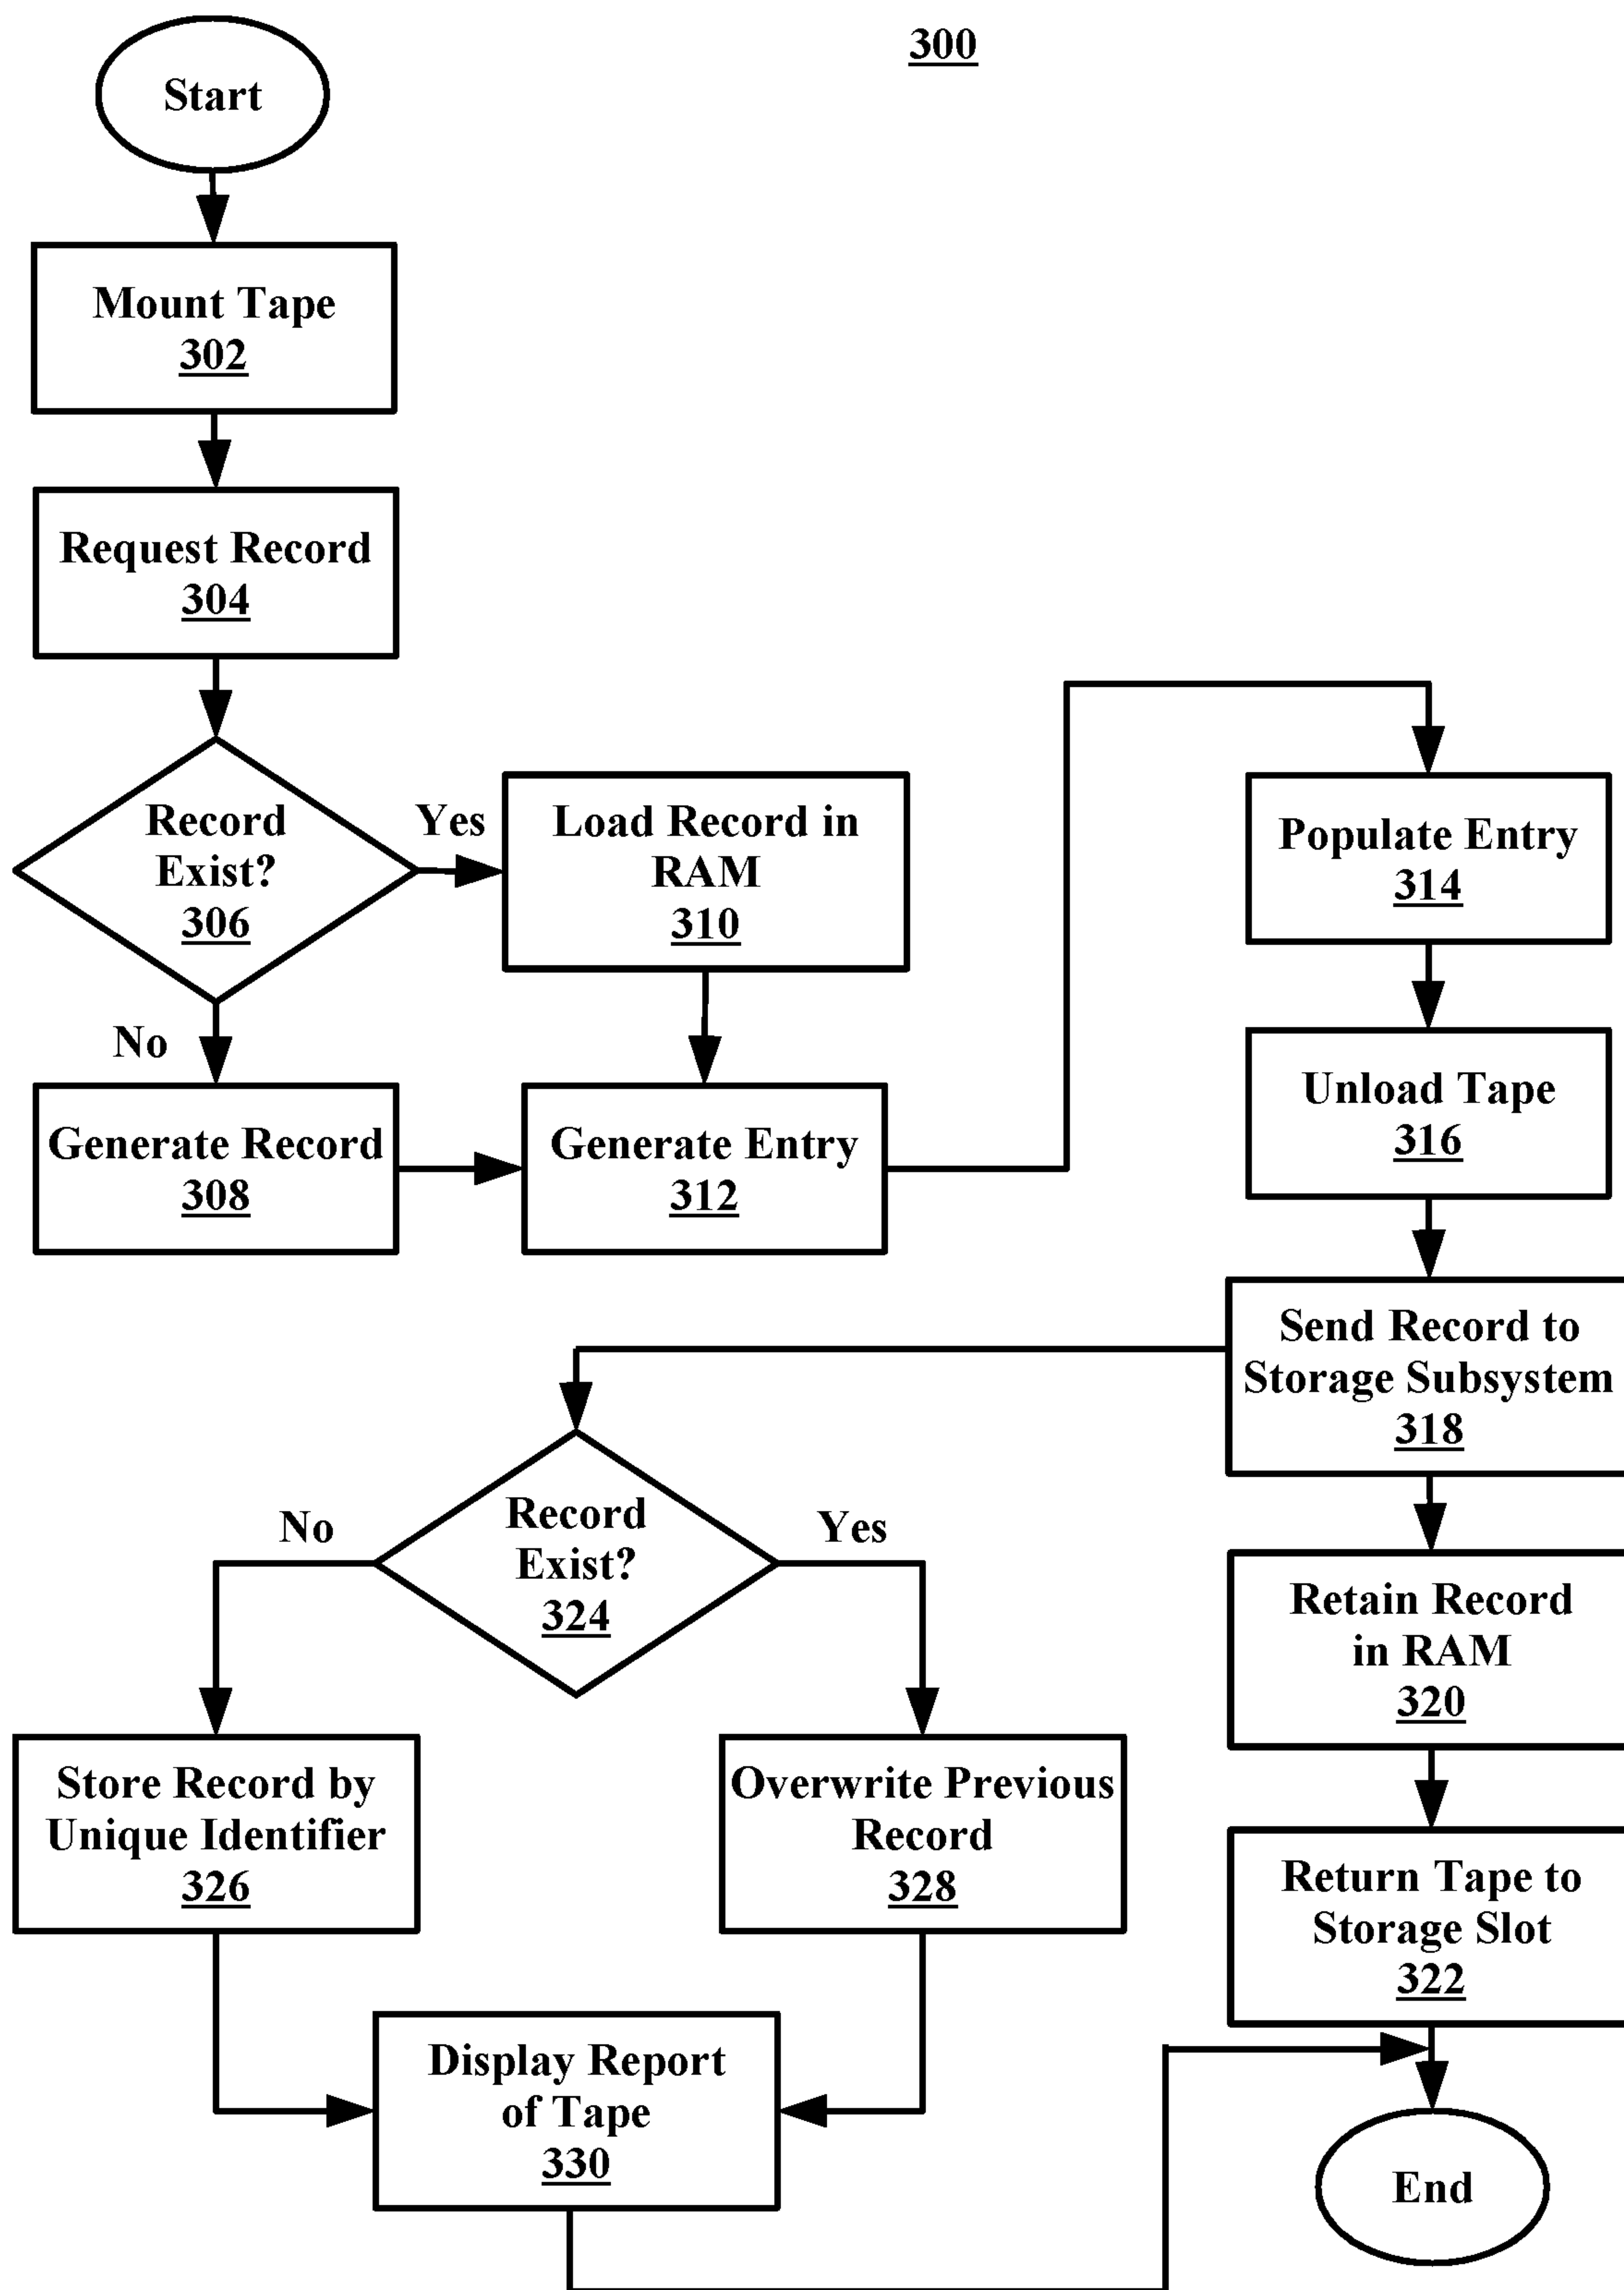 300
Start
Mount Tape
302
Request Record
304
Record
Exist?
306
Yes
No
Load Record in
RAM
310
Generate Record
308
Generate Entry
312
Populate Entry
314
Unload Tape
316
Send Record to
Storage Subsystem
318
Retain Record
in RAM
320
Return Tape to
Storage Slot
322
Record
Exist?
324
No
Yes
Store Record by
Unique Identifier
326
Overwrite Previous
Record
328
Display Report
of Tape
330
End